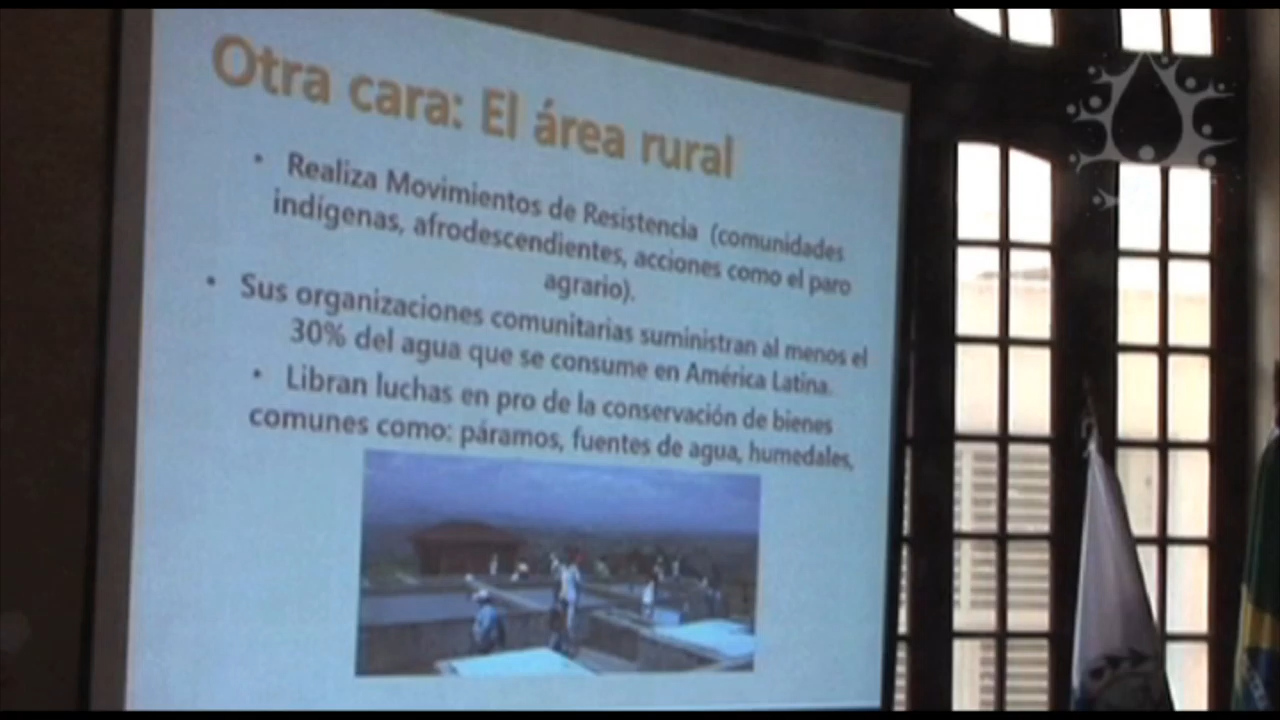 Otra cara: El área rural
• Realiza Movimientos de Resistencia (comunidades
indígenas, afrodescendientes, acciones como el paro
agrario).
• Sus organizaciones comunitarias suministran al menos el
30% del agua que se consume en América Latina.
• Libran luchas en pro de la conservación de bienes
comunes como: páramos, fuentes de agua, humedales,